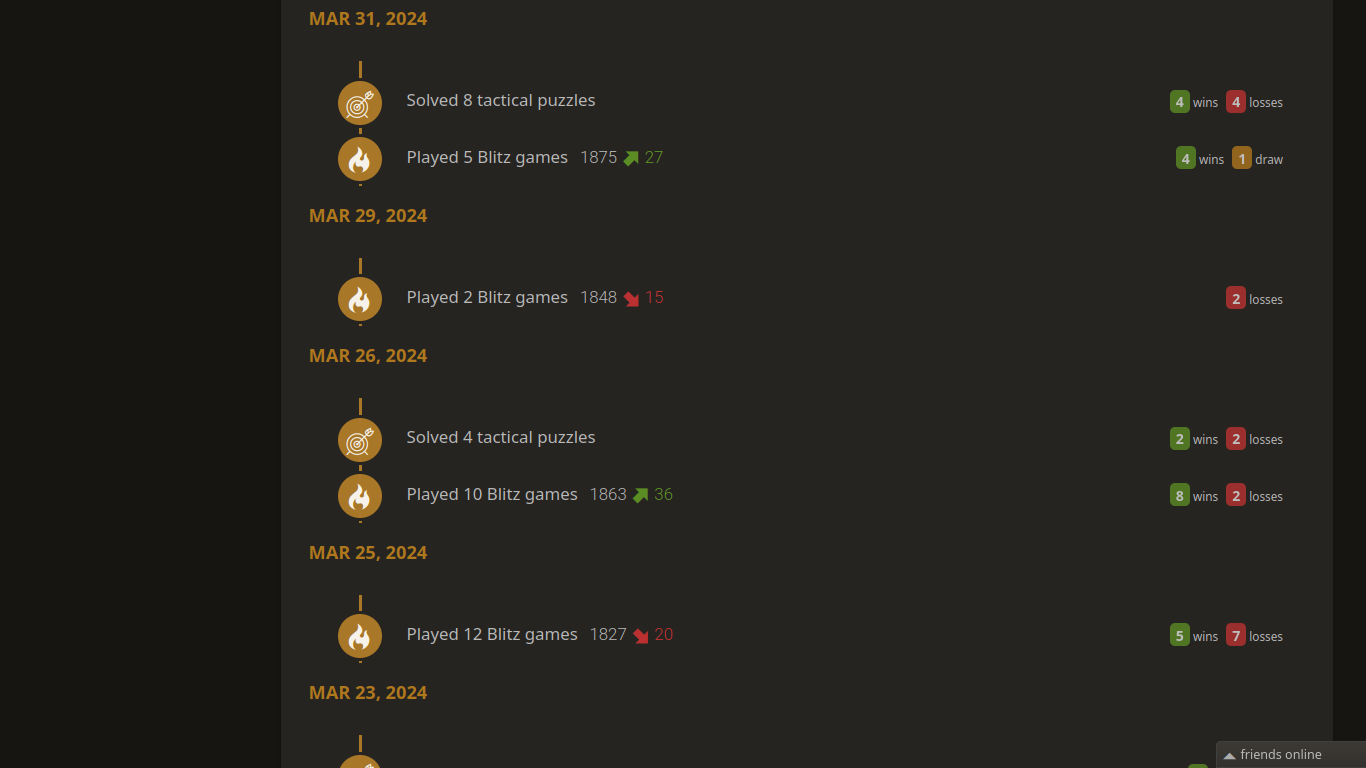 MAR 31, 2024
Solved 8 tactical puzzles 4 wins 4 losses
Played 5 Blitz games 1875 27 4 wins 1 draw
MAR 29, 2024
Played 2 Blitz games 1848 15 2 losses
MAR 26, 2024
Solved 4 tactical puzzles 2 wins 2 losses
Played 10 Blitz games 1863 36 8 wins 2 losses
MAR 25, 2024
Played 12 Blitz games 1827 20 5 wins 7 losses
MAR 23, 2024
friends online